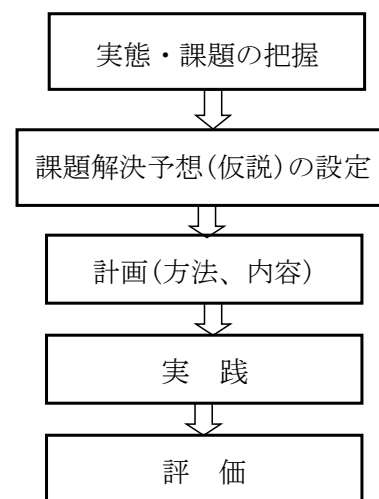 実態・課題の把握
課題解決予想(仮説)の設定
計画(方法、内容)
実　践
評　価